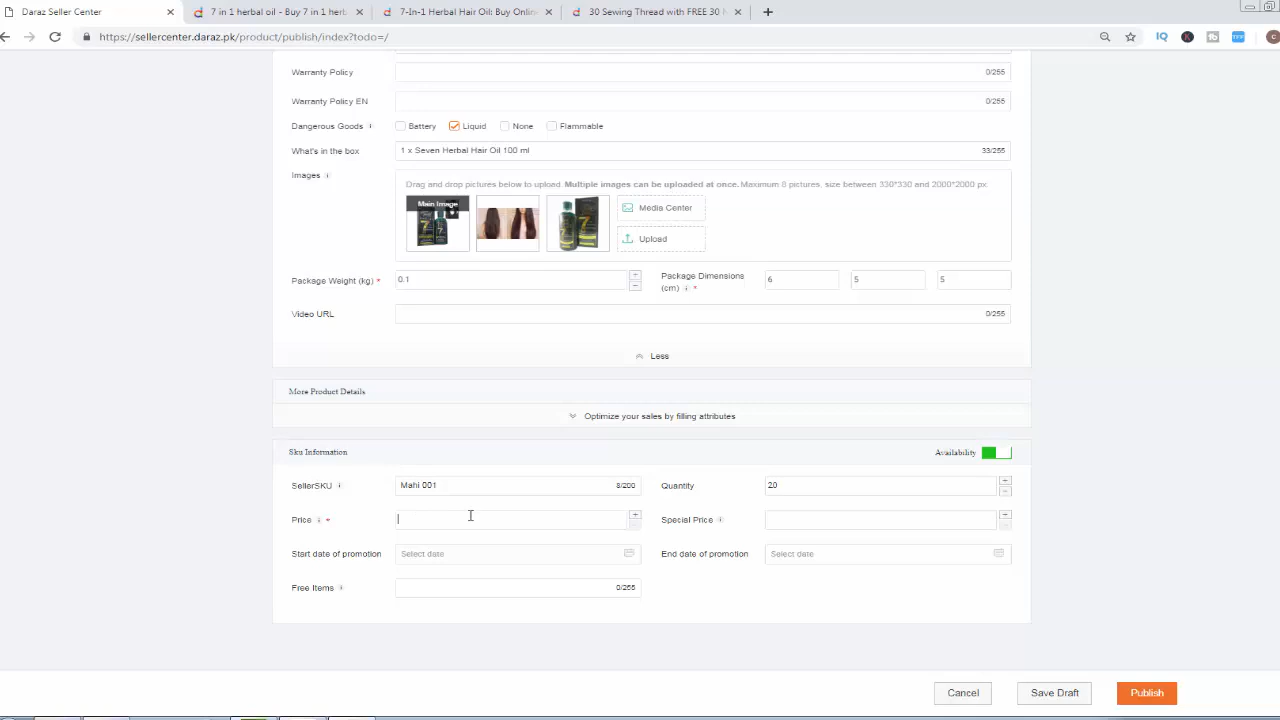 Daraz Seller Center
7 in 1 herbal oil - Buy 7 in 1 herb
7-In-1 Herbal Hair Oil: Buy Online
30 Sewing Thread with FREE 30 N
https://sellercenter.daraz.pk/product/publish/index?todo=/
Warranty Policy 0/255
Warranty Policy EN 0/255
Dangerous Goods Battery Liquid None Flammable
What's in the box 1 x Seven Herbal Hair Oil 100 ml 33/255
Images
Drag and drop pictures below to upload. Multiple images can be uploaded at once. Maximum 8 pictures, size between 330*330 and 2000*2000 px
Main Image
Media Center
Upload
Package Weight (kg) * 0.1 Package Dimensions (cm) * 6 5 5
Video URL 0/255
Less
More Product Details
Optimize your sales by filling attributes
Sku Information Availability
SellerSKU Mahi 001 8/200 Quantity 20
Price * Special Price
Start date of promotion Select date End date of promotion Select date
Free Items 0/255
Cancel Save Draft Publish